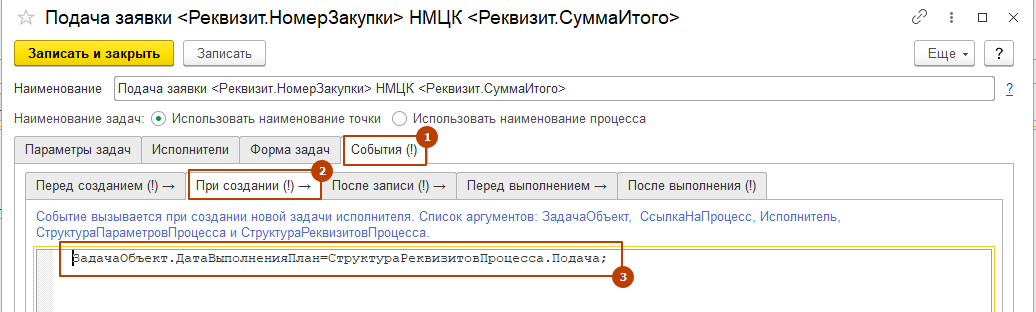 Подача заявки <Реквизит.НомерЗакупки> НМЦК <Реквизит.СуммаИтого>
Записать и закрыть Записать Еще ?
Наименование Подача заявки <Реквизит.НомерЗакупки> НМЦК <Реквизит.СуммаИтого> ?
Наименование задач: Использовать наименование точки Использовать наименование процесса
1
Параметры задач Исполнители Форма задач События (!)
2
Перед созданием (!) → При создании (!) → После записи (!) → Перед выполнением → После выполнения (!)
Событие вызывается при создании новой задачи исполнителя. Список аргументов: ЗадачаОбъект, СсылкаНаПроцесс, Исполнитель,
СтруктураПараметровПроцесса и СтруктураРеквизитовПроцесса.
ЗадачаОбъект.ДатаВыполненияПлан=СтруктураРеквизитовПроцесса.Подача;
3